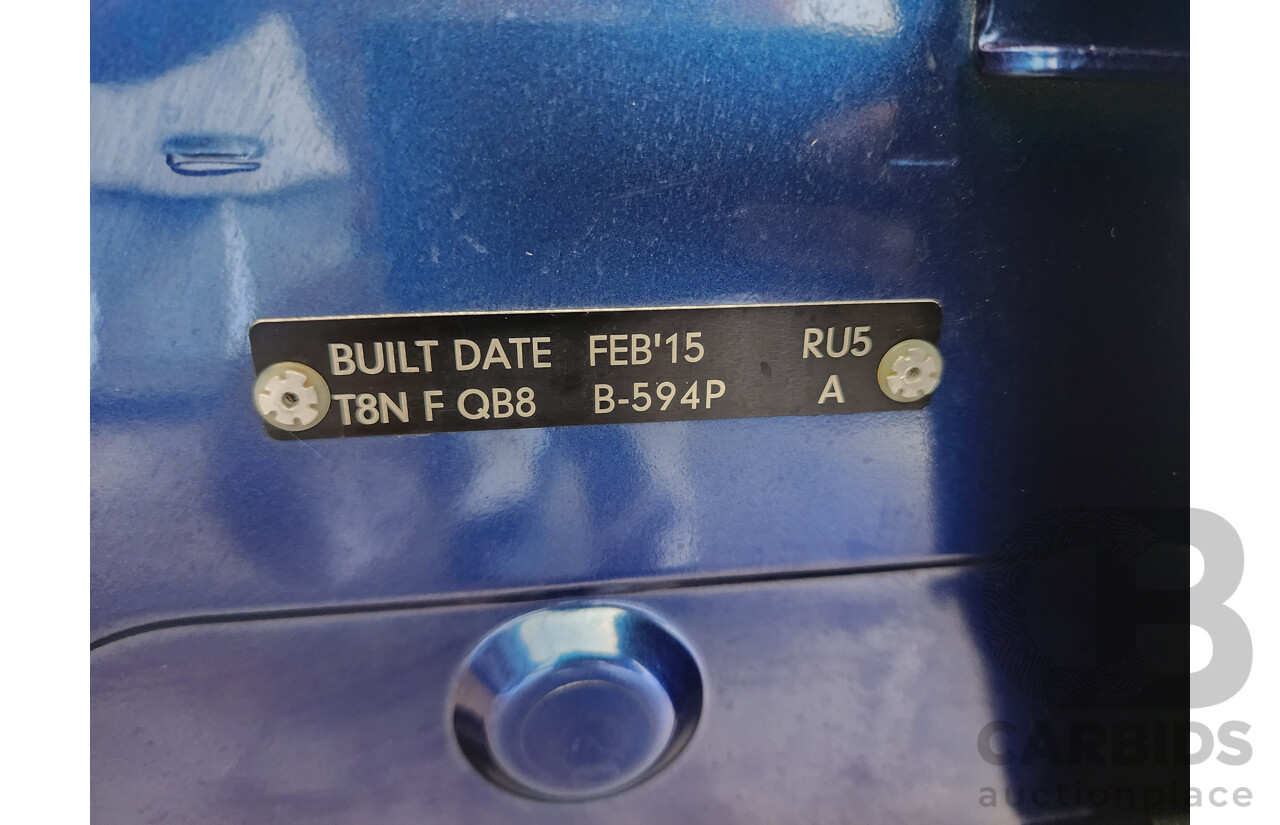 BUILT DATE FEB'15 RU5
T8N F QB8 B-594P A
CARBIDS
auctionplace